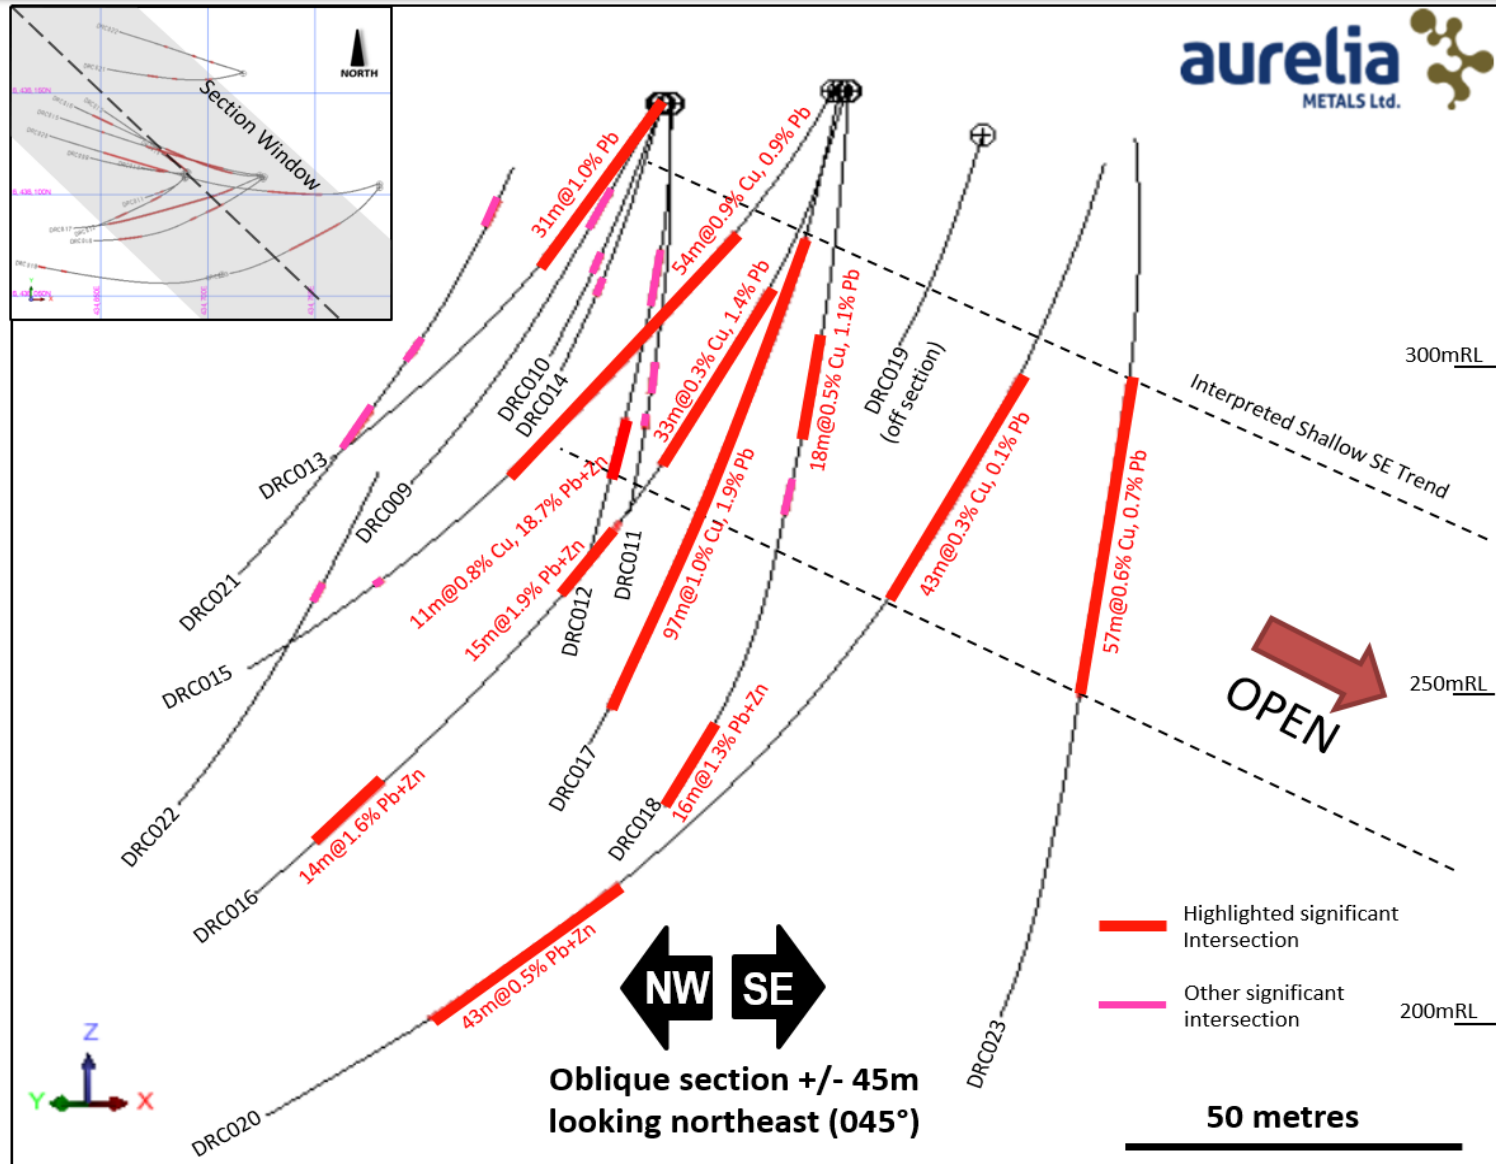 NORTH
Section Window
aurelia
METALS Ltd.
DRC022
DRC021
31m@1.0% Pb
54m@0.9% Cu, 0.9% Pb
33m@0.3% Cu, 1.4% Pb
18m@0.5% Cu, 1.1% Pb
DRC010
DRC014
DRC019
(off section)
300mRL
Interpreted Shallow SE Trend
43m@0.3% Cu, 0.1% Pb
57m@0.6% Cu, 0.7% Pb
DRC013
DRC009
11m@0.8% Cu, 18.7% Pb+Zn
97m@1.0% Cu, 1.9% Pb
15m@1.9% Pb+Zn
DRC011
DRC012
DRC021
DRC015
250mRL
OPEN
DRC017
16m@1.3% Pb+Zn
DRC018
DRC022
14m@1.6% Pb+Zn
DRC016
43m@0.5% Pb+Zn
DRC020
DRC023
NW SE
Oblique section +/- 45m
looking northeast (045°)
Highlighted significant
Intersection
Other significant
intersection
200mRL
Z
Y
X
50 metres